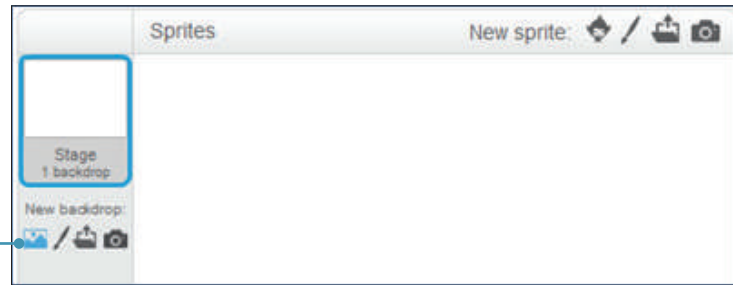 Sprites New sprite:
Stage
1 backdrop
New backdrop: